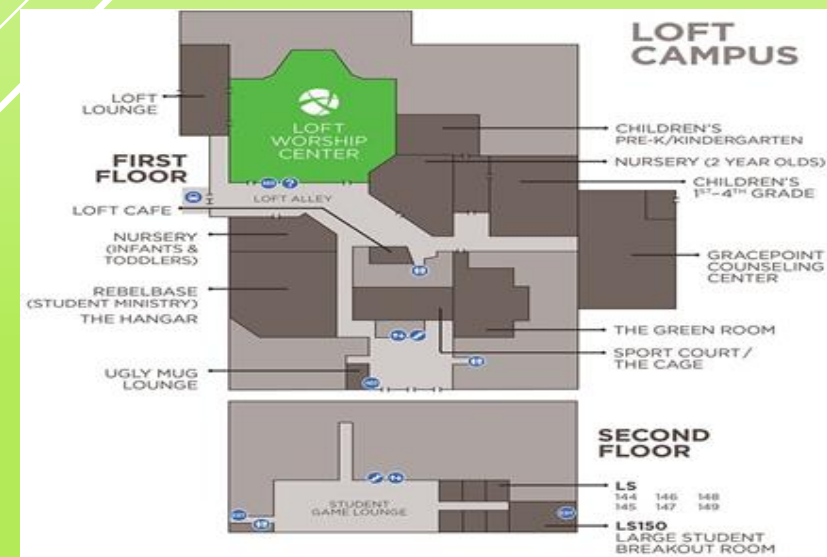 LOFT
CAMPUS
LOFT
LOUNGE
LOFT
WORSHIP
CENTER
CHILDREN'S
PRE-K/KINDERGARTEN
FIRST
FLOOR
NURSERY (2 YEAR OLDS)
CHILDREN'S
1ST–4TH GRADE
LOFT ALLEY
LOFT CAFE
NURSERY
(INFANTS &
TODDLERS)
GRACEPOINT
COUNSELING
CENTER
REBELBASE
(STUDENT MINISTRY)
THE HANGAR
THE GREEN ROOM
SPORT COURT /
THE CAGE
UGLY MUG
LOUNGE
SECOND
FLOOR
STUDENT
GAME LOUNGE
LS
144 146 148
145 147 149
LS150
LARGE STUDENT
BREAKOUT ROOM